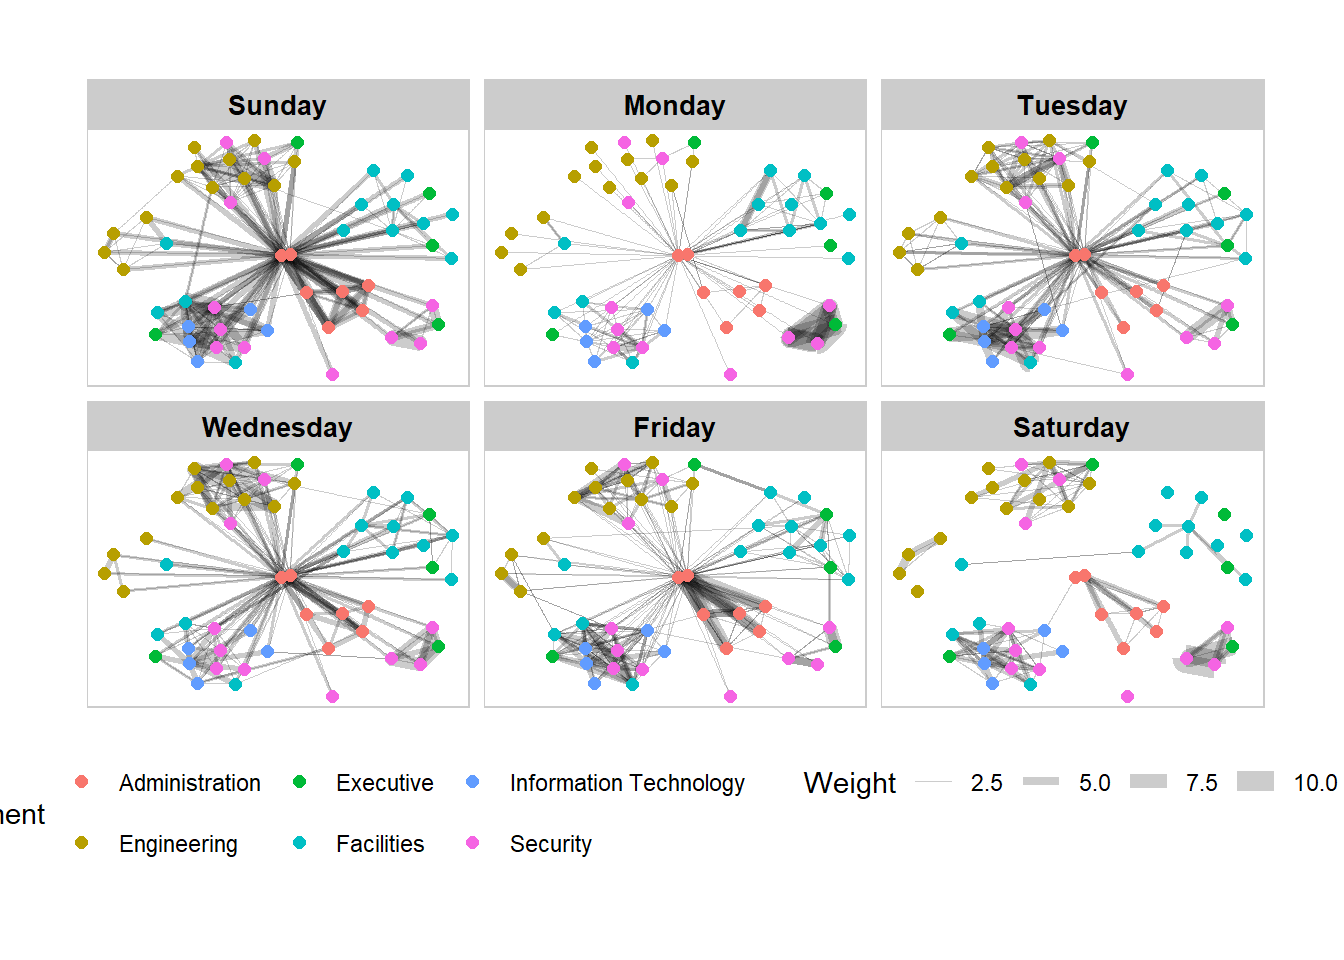 Sunday Monday Tuesday
Wednesday Friday Saturday
Administration Executive Information Technology Weight 2.5 5.0 7.5 10.0
Engineering Facilities Security